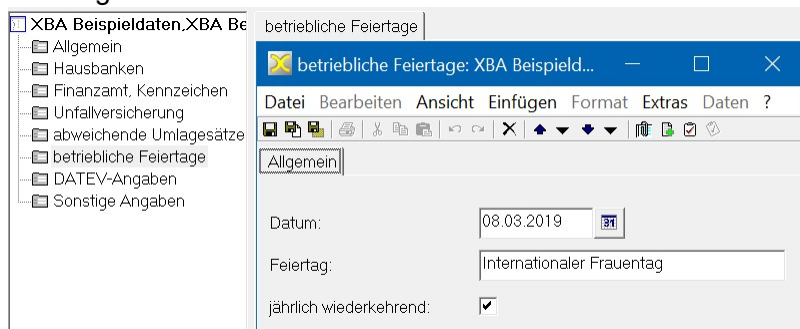 XBA Beispieldaten,XBA Be
Allgemein
Hausbanken
Finanzamt, Kennzeichen
Unfallversicherung
abweichende Umlagesätze
betriebliche Feiertage
DATEV-Angaben
Sonstige Angaben
betriebliche Feiertage
betriebliche Feiertage: XBA Beispield...
Datei Bearbeiten Ansicht Einfügen Format Extras Daten ?
Allgemein
Datum: 08.03.2019 31
Feiertag: Internationaler Frauentag
jährlich wiederkehrend: